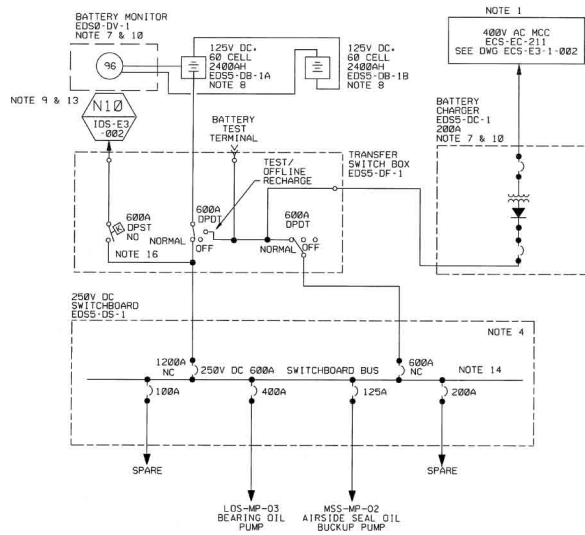 BATTERY MONITOR
EDS0-DV-1
NOTE 7 & 10
96
NOTE 9 & 13
N10
IDS-E3
-002
125V DC.
60 CELL
2400AH
EDS5-DB-1A
NOTE 8
125V DC.
60 CELL
2400AH
EDS5-DB-1B
NOTE 8
NOTE 1
400V AC MCC
ECS-EC-211
SEE DWG ECS-E3-1-002
BATTERY
CHARGER
EDS5-DC-1
200A
NOTE 7 & 10
BATTERY
TEST
TERMINAL
TEST/
OFFLINE
RECHARGE
TRANSFER
SWITCH BOX
EDS5-DF-1
600A
DPST
NO
K
600A
DPDT
NORMAL
OFF
600A
DPDT
NORMAL
OFF
NOTE 16
250V DC
SWITCHBOARD
EDS5-DS-1
NOTE 4
1200A
NC
250V DC 600A SWITCHBOARD BUS
600A
NC
NOTE 14
100A
400A
125A
200A
SPARE
SPARE
LOS-MP-03
BEARING OIL
PUMP
MSS-MP-02
AIRSIDE SEAL OIL
BUCKUP PUMP